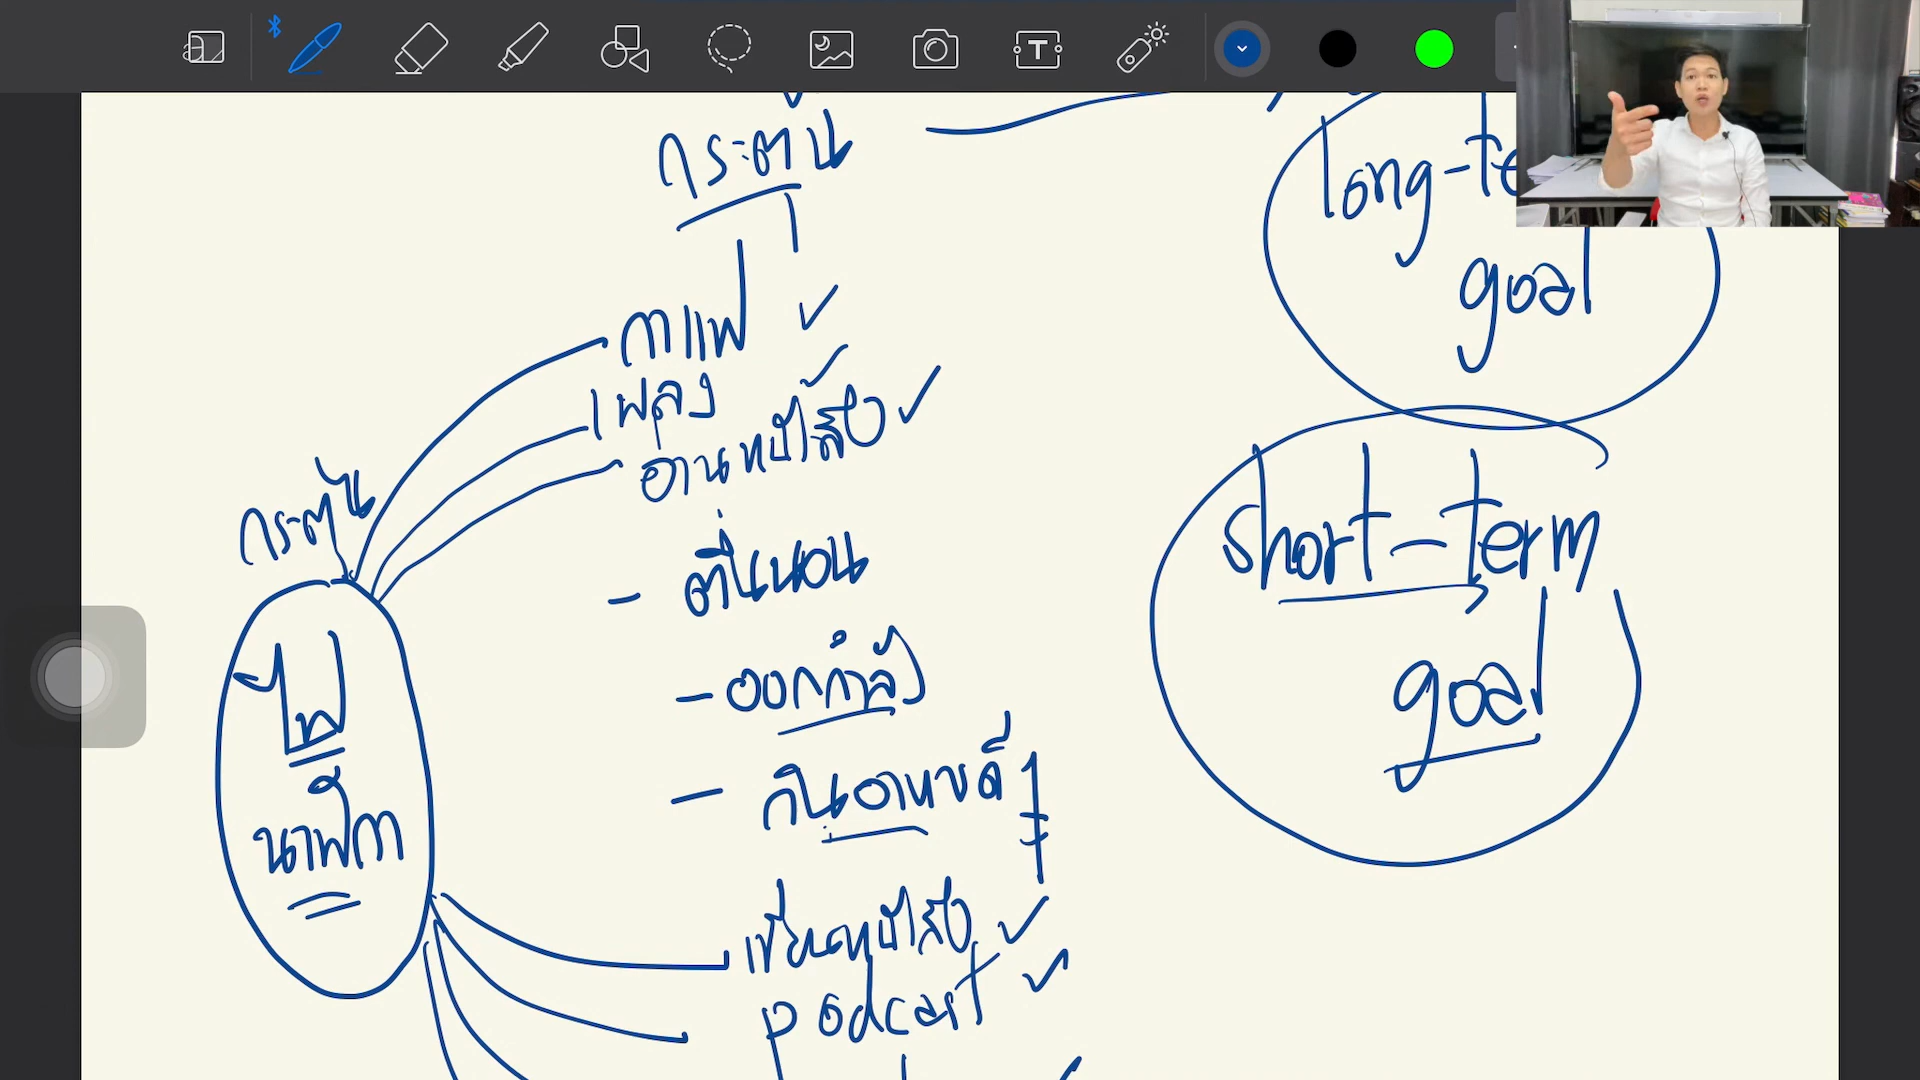 กระตุ้น
long-te
goal
กาแฟ
เพลง
อ่านหนังสือ
short-term
goal
กระตุ้น
- ตื่นนอน
- ออกกำลัง
ไฟ
นาฬิกา
- กินอาหารดีๆ
เขียนหนังสือ
podcast